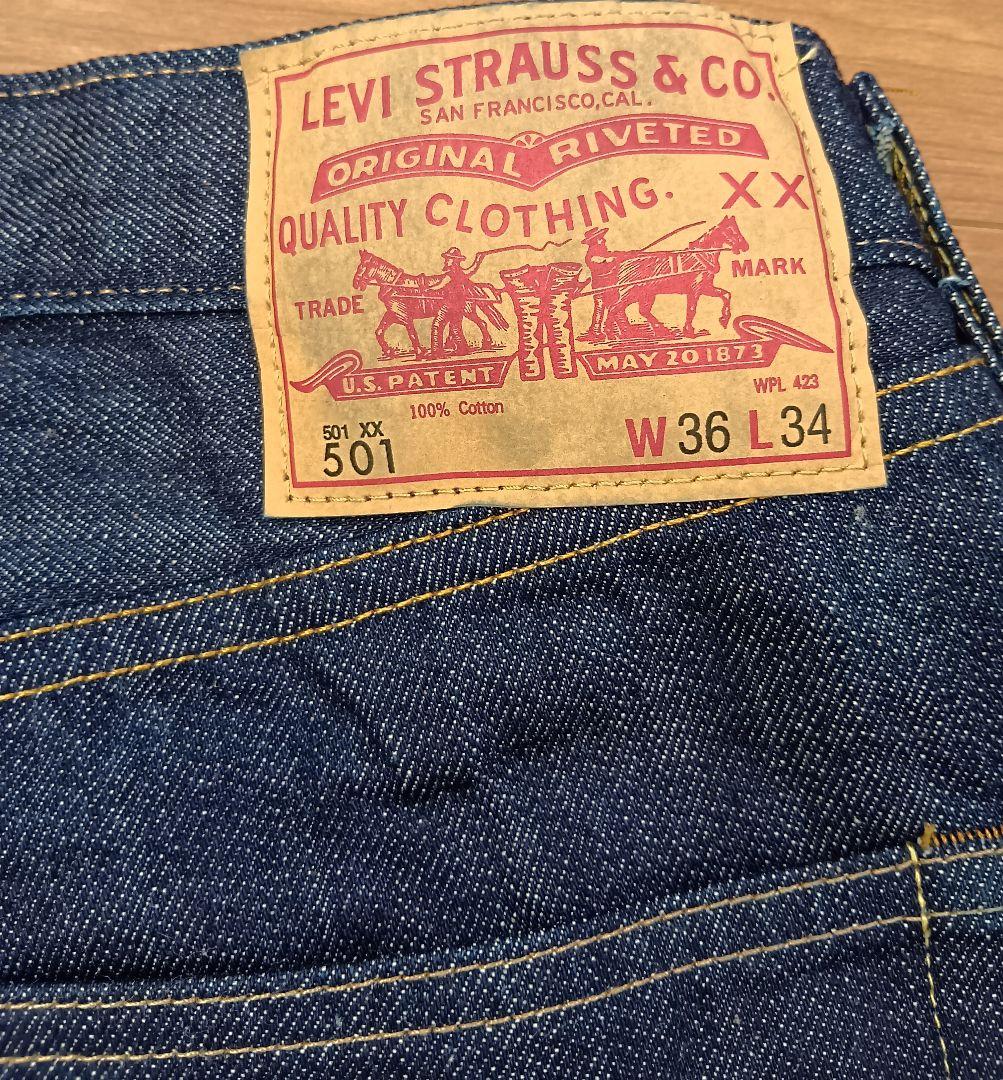 LEVI STRAUSS & CO.
SAN FRANCISCO, CAL.
ORIGINAL RIVETED
QUALITY CLOTHING. XX
TRADE MARK
U.S. PATENT MAY 20 1873
100% Cotton WPL 423
501 XX
501 W 36 L 34